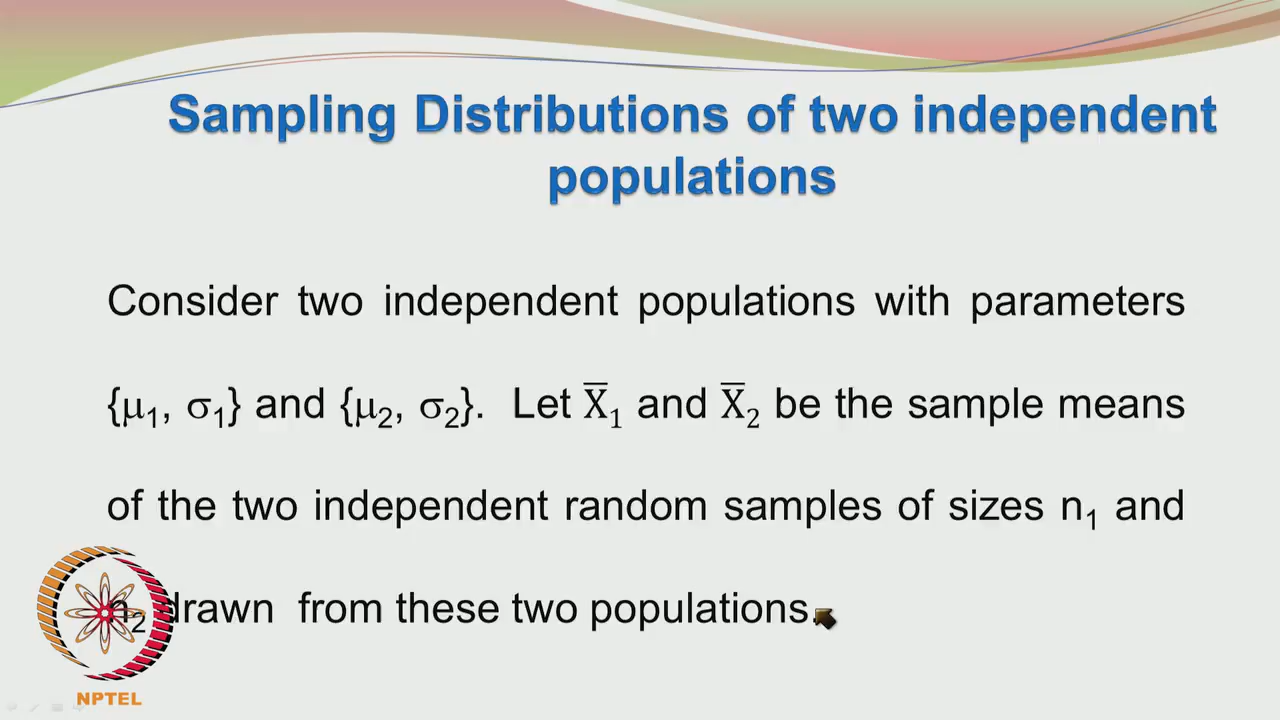 Sampling Distributions of two independent
populations
Consider two independent populations with parameters
{μ₁, σ₁} and {μ₂, σ₂}. Let X̅₁ and X̅₂ be the sample means
of the two independent random samples of sizes n₁ and
n₂ drawn from these two populations.
NPTEL